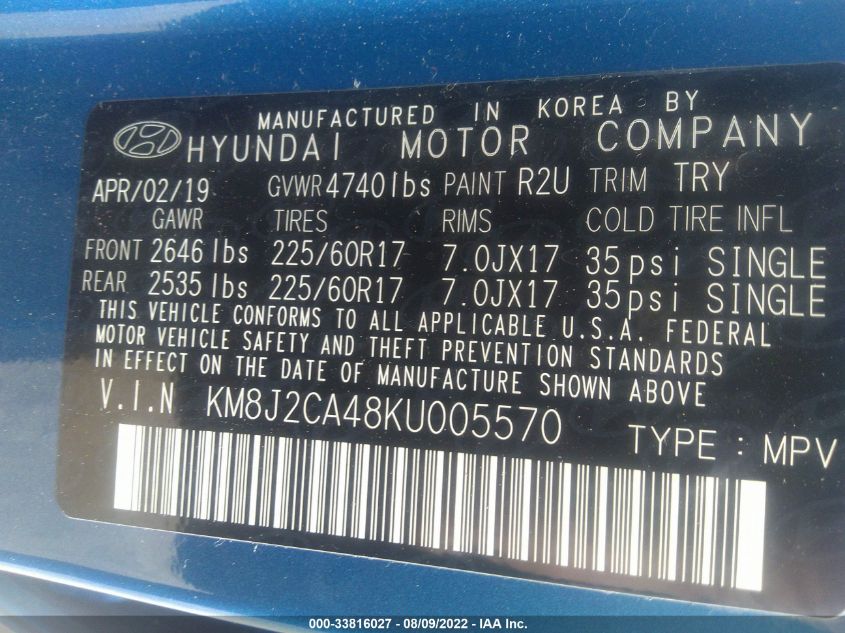 MANUFACTURED IN KOREA BY
HYUNDAI MOTOR COMPANY
APR/02/19 GVWR 4740lbs PAINT R2U TRIM TRY
GAWR TIRES RIMS COLD TIRE INFL
FRONT 2646lbs 225/60R17 7.0JX17 35psi SINGLE
REAR 2535lbs 225/60R17 7.0JX17 35psi SINGLE
THIS VEHICLE CONFORMS TO ALL APPLICABLE U.S.A. FEDERAL
MOTOR VEHICLE SAFETY AND THEFT PREVENTION STANDARDS
IN EFFECT ON THE DATE OF MANUFACTURE SHOWN ABOVE
V.I.N KM8J2CA48KU005570
TYPE : MPV
000-33816027 - 08/09/2022 - IAA Inc.